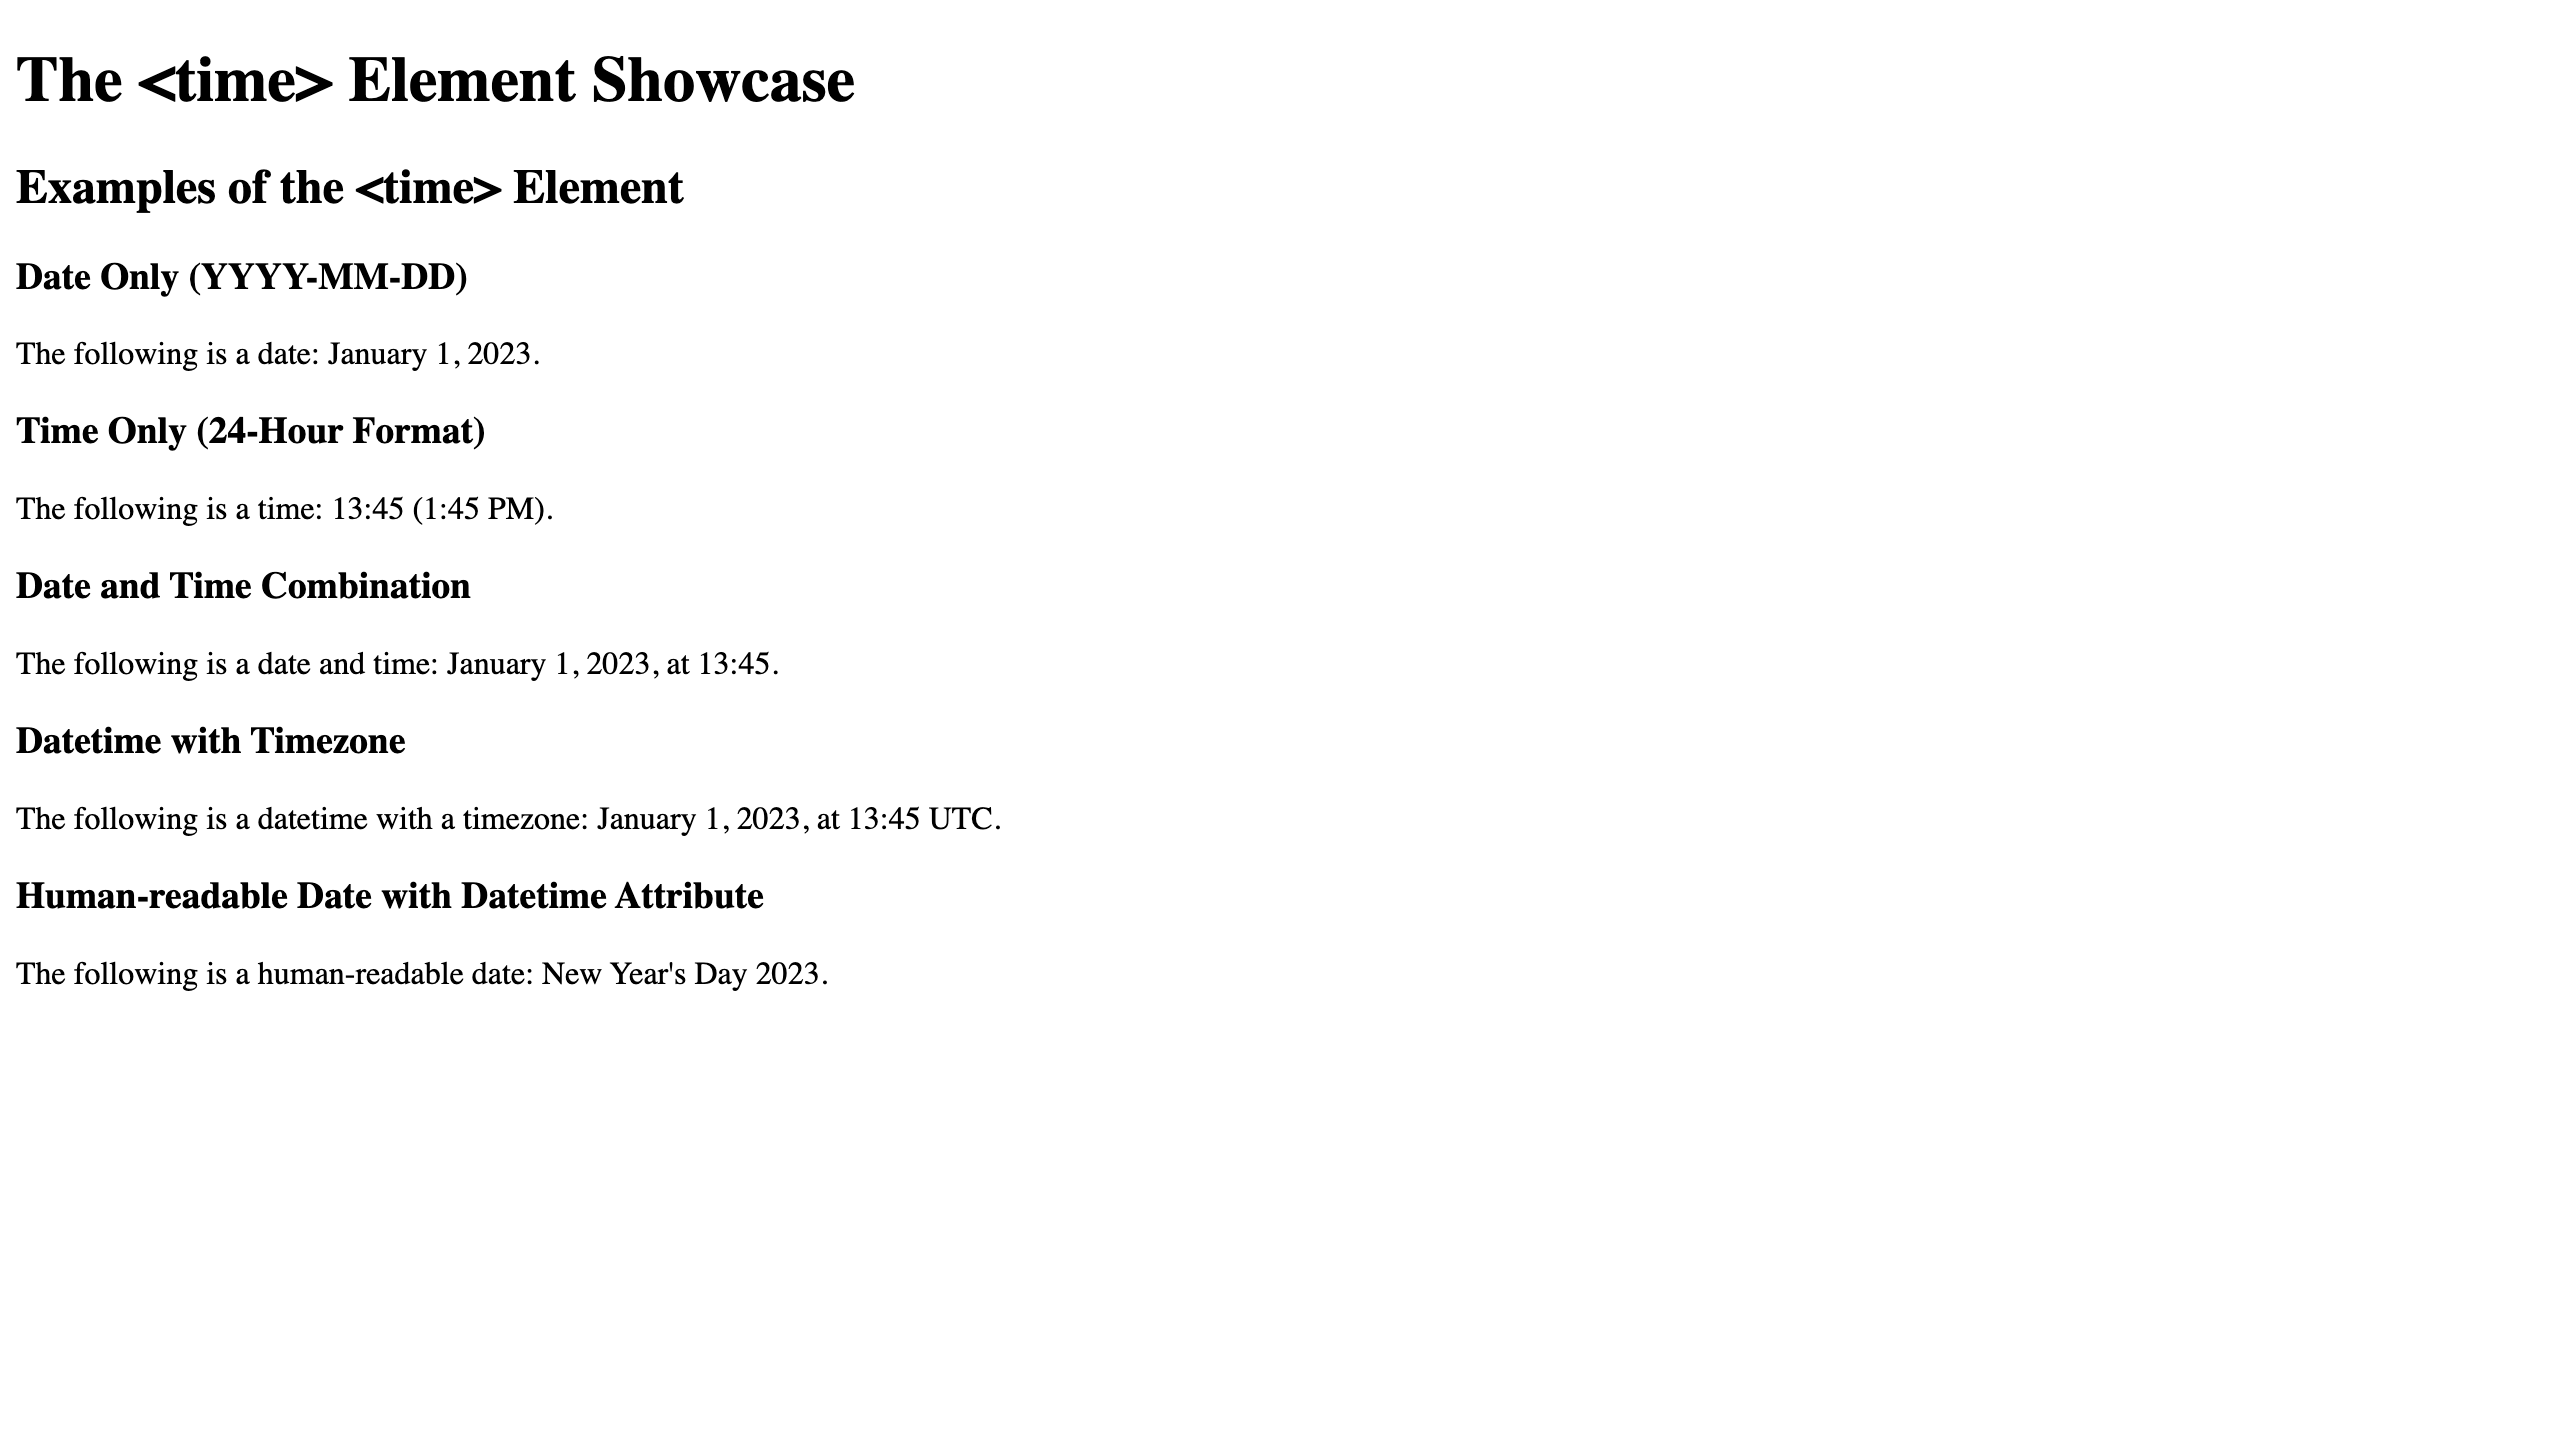 The <time> Element Showcase
Examples of the <time> Element
Date Only (YYYY-MM-DD)
The following is a date: January 1, 2023.
Time Only (24-Hour Format)
The following is a time: 13:45 (1:45 PM).
Date and Time Combination
The following is a date and time: January 1, 2023, at 13:45.
Datetime with Timezone
The following is a datetime with a timezone: January 1, 2023, at 13:45 UTC.
Human-readable Date with Datetime Attribute
The following is a human-readable date: New Year's Day 2023.